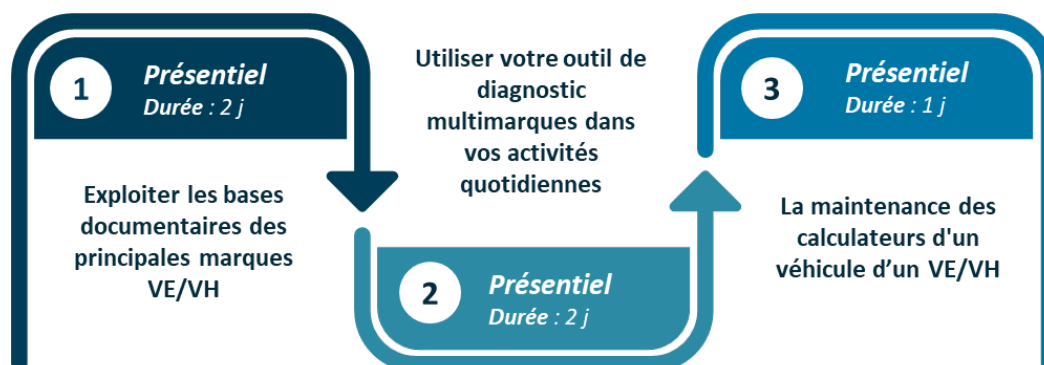 1
Présentiel
Durée : 2 j
Exploiter les bases
documentaires des
principales marques
VE/VH
Utiliser votre outil de
diagnostic
multimarques dans
vos activités
quotidiennes
2
Présentiel
Durée : 2 j
3
Présentiel
Durée : 1 j
La maintenance des
calculateurs d'un
véhicule d’un VE/VH